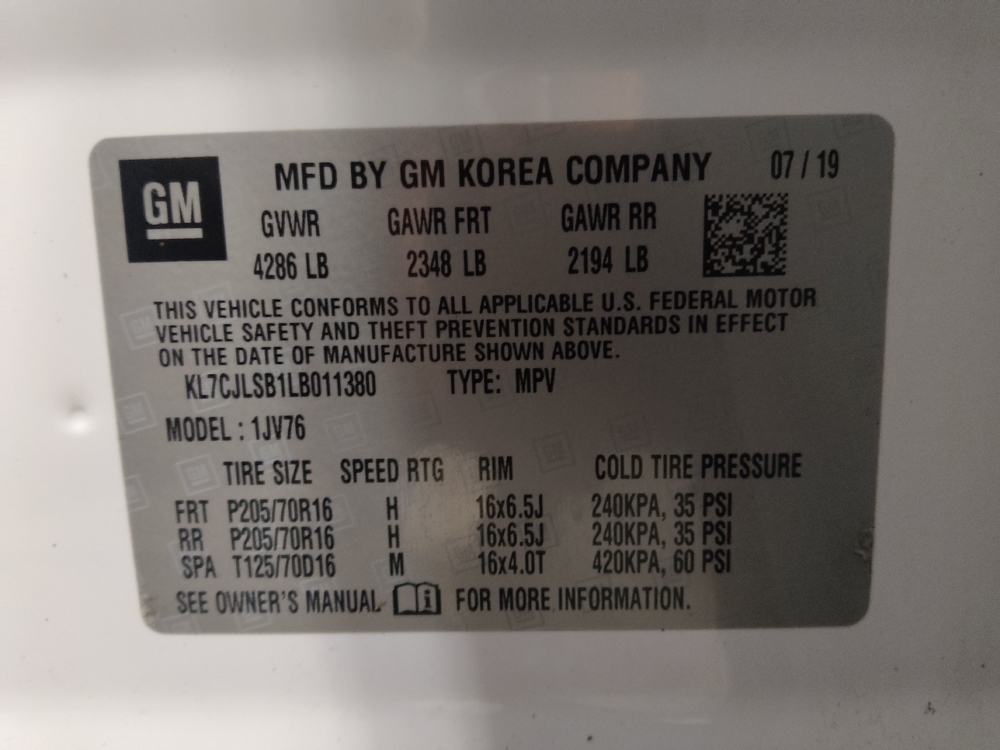 GM
MFD BY GM KOREA COMPANY 07 / 19
GVWR GAWR FRT GAWR RR
4286 LB 2348 LB 2194 LB
THIS VEHICLE CONFORMS TO ALL APPLICABLE U.S. FEDERAL MOTOR
VEHICLE SAFETY AND THEFT PREVENTION STANDARDS IN EFFECT
ON THE DATE OF MANUFACTURE SHOWN ABOVE.
KL7CJLSB1LB011380 TYPE: MPV
MODEL : 1JV76
TIRE SIZE SPEED RTG RIM COLD TIRE PRESSURE
FRT P205/70R16 H 16x6.5J 240KPA, 35 PSI
RR P205/70R16 H 16x6.5J 240KPA, 35 PSI
SPA T125/70D16 M 16x4.0T 420KPA, 60 PSI
SEE OWNER'S MANUAL i FOR MORE INFORMATION.